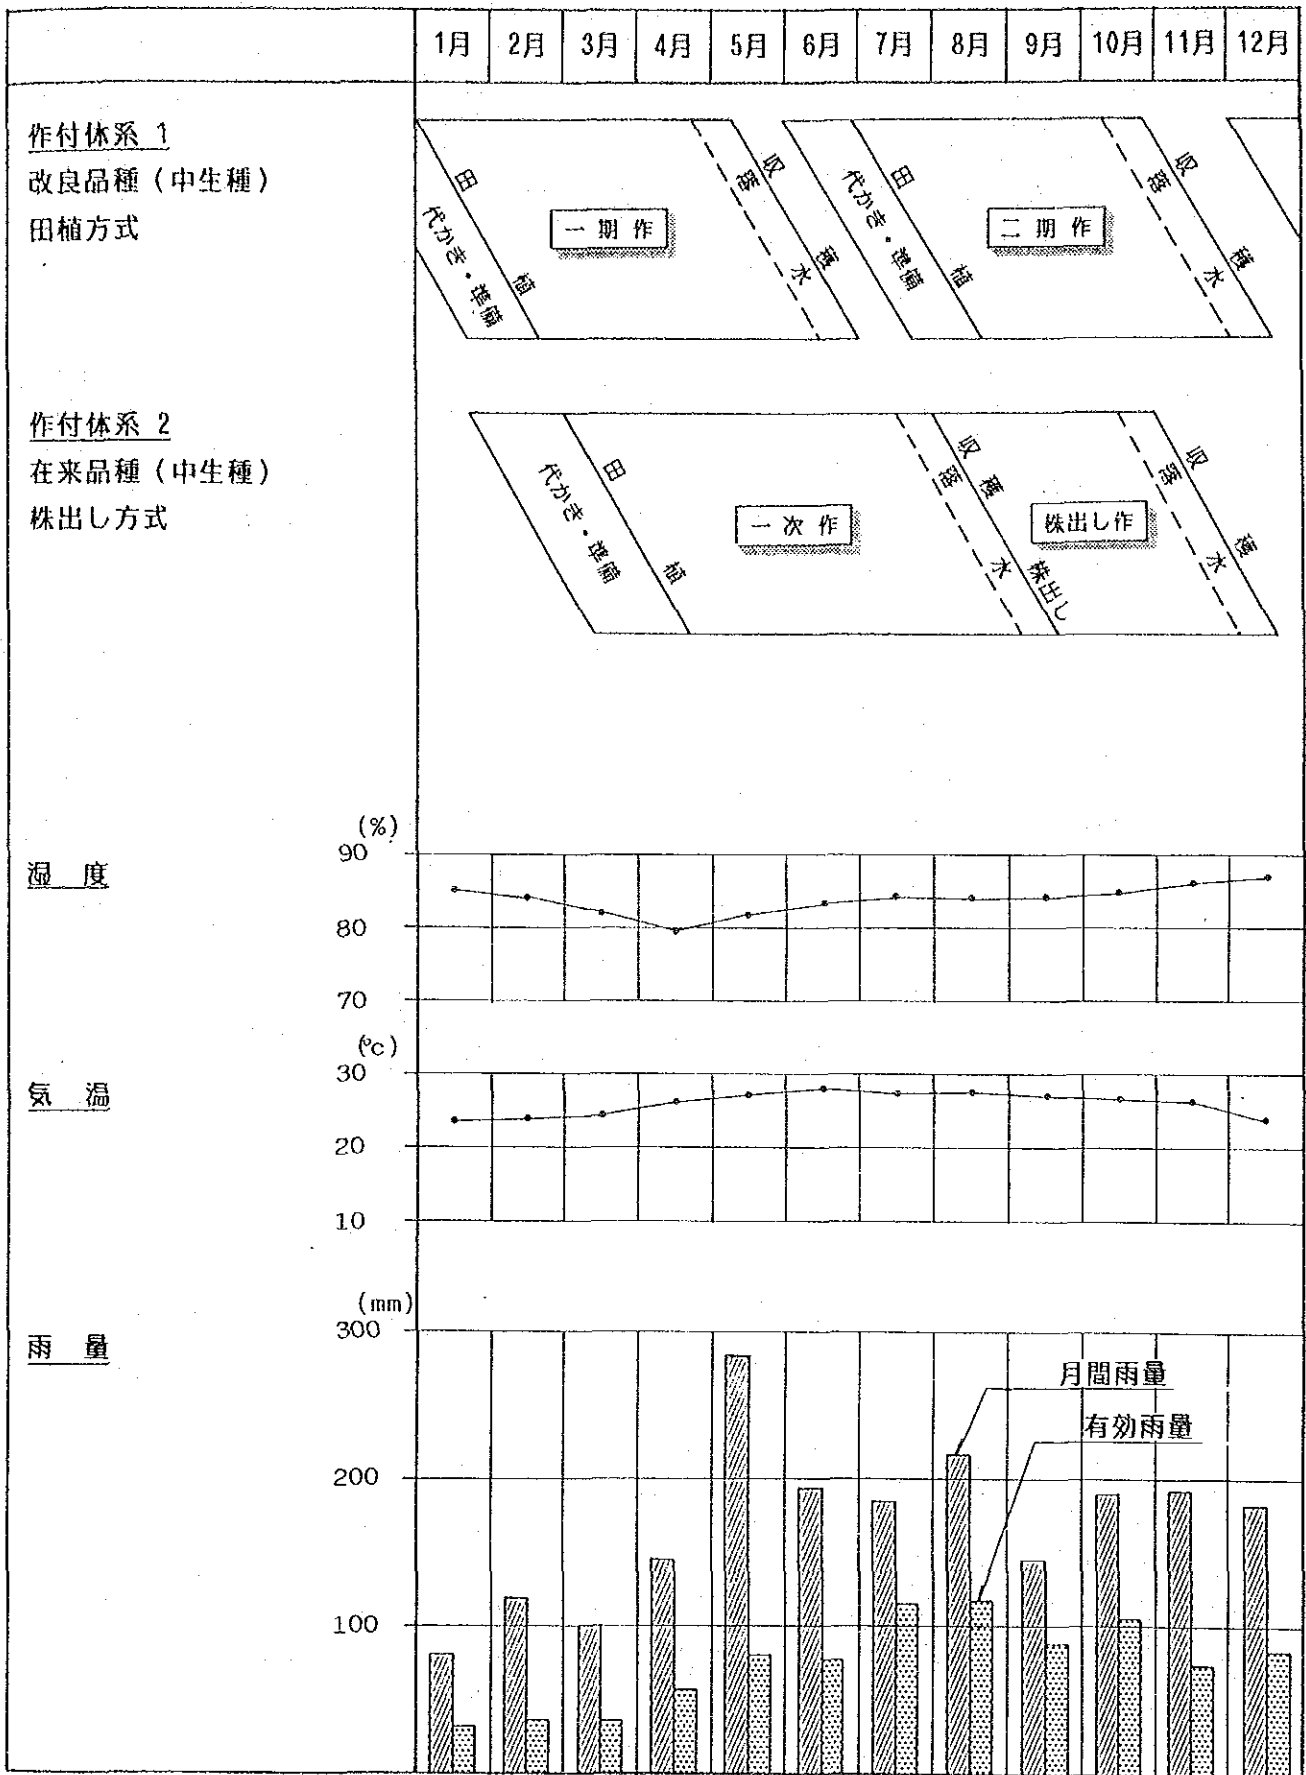 1月 2月 3月 4月 5月 6月 7月 8月 9月 10月 11月 12月
作付体系 1
改良品種（中生種）
田植方式
代かき・準備
田植
一期作
落水
収穫
代かき・準備
田植
二期作
落水
収穫
作付体系 2
在来品種（中生種）
株出し方式
代かき・準備
田植
一次作
落水
収穫
株出し
株出し作
落水
収穫
湿度
(%)
90
80
70
気温
(℃)
30
20
10
雨量
(mm)
300
200
100
月間雨量
有効雨量